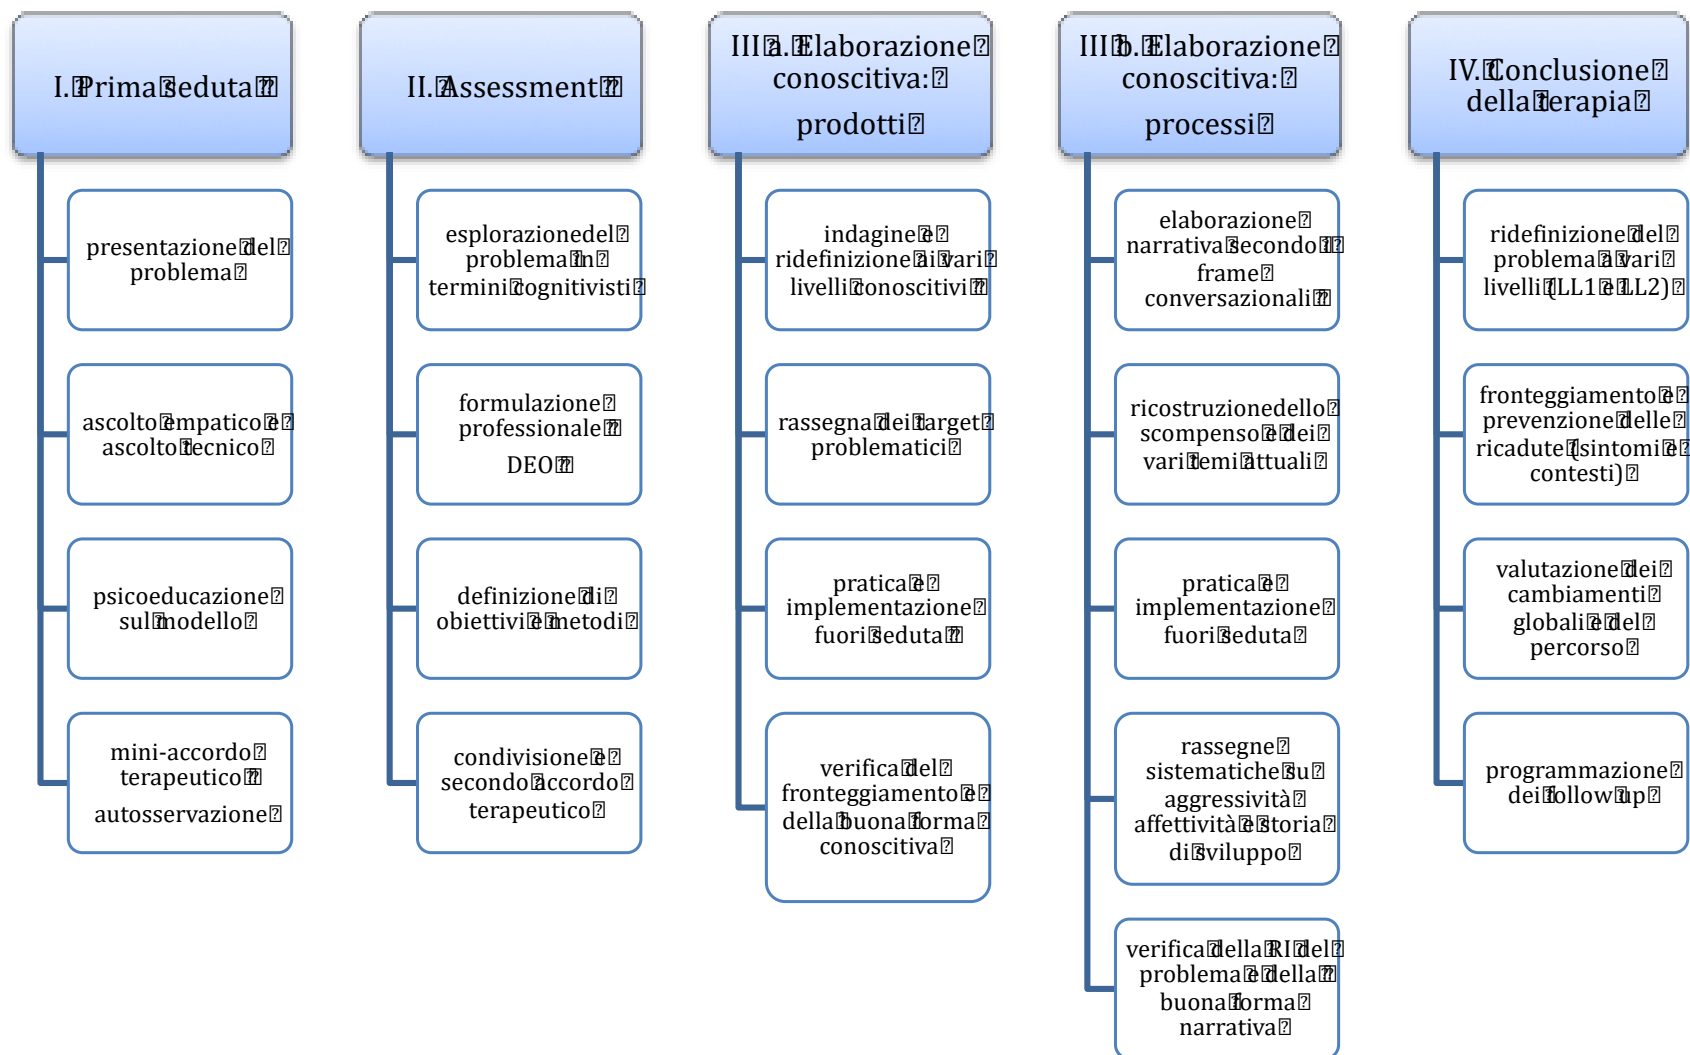 I. Prima seduta
presentazione del
problema
ascolto empatico e
ascolto tecnico
psicoeducazione
sul modello
mini-accordo
terapeutico
autosservazione
II. Assessment
esplorazionedel
problema in
termini cognitivisti
formulazione
professionale
DEO
definizione di
obiettivi e metodi
condivisione e
secondo accordo
terapeutico
III a. Elaborazione
conoscitiva:
prodotti
indagine e
ridefinizione ai vari
livelli conoscitivi
rassegna dei target
problematici
pratica e
implementazione
fuori seduta
verifica del
fronteggiamento e
della buona forma
conoscitiva
III b. Elaborazione
conoscitiva:
processi
elaborazione
narrativa secondo i
frame
conversazionali
ricostruzionedello
scompenso e dei
vari temi attuali
pratica e
implementazione
fuori seduta
rassegne
sistematiche su
aggressività
affettività e storia
di sviluppo
verifica della RI del
problema e della
buona forma
narrativa
IV. Conclusione
della terapia
ridefinizione del
problema a vari
livelli (LL1 e LL2)
fronteggiamento e
prevenzione delle
ricadute (sintomi e
contesti)
valutazione dei
cambiamenti
globali e del
percorso
programmazione
dei follow up